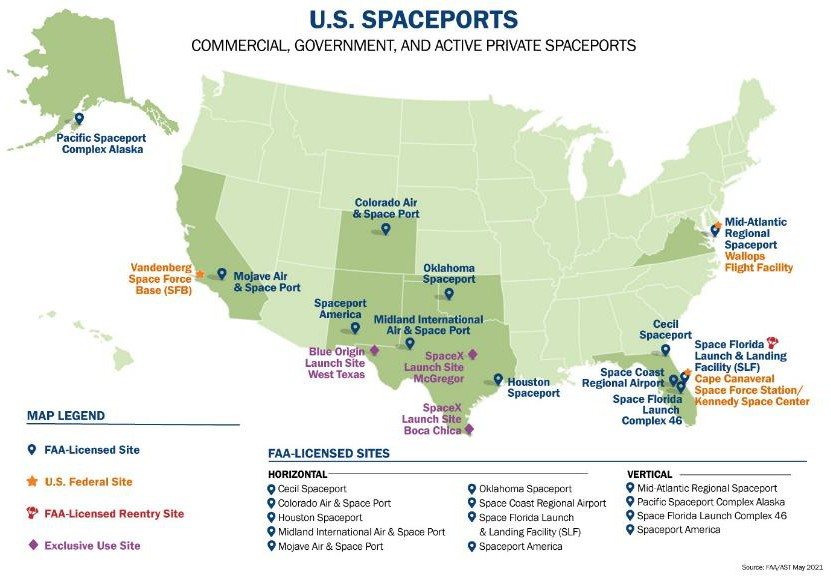 U.S. SPACEPORTS
COMMERCIAL, GOVERNMENT, AND ACTIVE PRIVATE SPACEPORTS
Pacific Spaceport
Complex Alaska
Colorado Air
& Space Port
Mid-Atlantic
Regional
Spaceport
Wallops
Flight Facility
Vandenberg
Space Force
Base (SFB)
Mojave Air
& Space Port
Oklahoma
Spaceport
Spaceport
America
Midland International
Air & Space Port
Blue Origin
Launch Site
West Texas
SpaceX
Launch Site
McGregor
Houston
Spaceport
SpaceX
Launch Site
Boca Chica
Cecil
Spaceport
Space Florida
Launch & Landing
Facility (SLF)
Space Coast
Regional Airport
Cape Canaveral
Space Force Station/
Kennedy Space Center
Space Florida
Launch
Complex 46
MAP LEGEND
FAA-Licensed Site
U.S. Federal Site
FAA-Licensed Reentry Site
Exclusive Use Site
FAA-LICENSED SITES
HORIZONTAL
Cecil Spaceport
Colorado Air & Space Port
Houston Spaceport
Midland International Air & Space Port
Mojave Air & Space Port
Oklahoma Spaceport
Space Coast Regional Airport
Space Florida Launch
& Landing Facility (SLF)
Spaceport America
VERTICAL
Mid-Atlantic Regional Spaceport
Pacific Spaceport Complex Alaska
Space Florida Launch Complex 46
Spaceport America
Source: FAA/AST May 2021